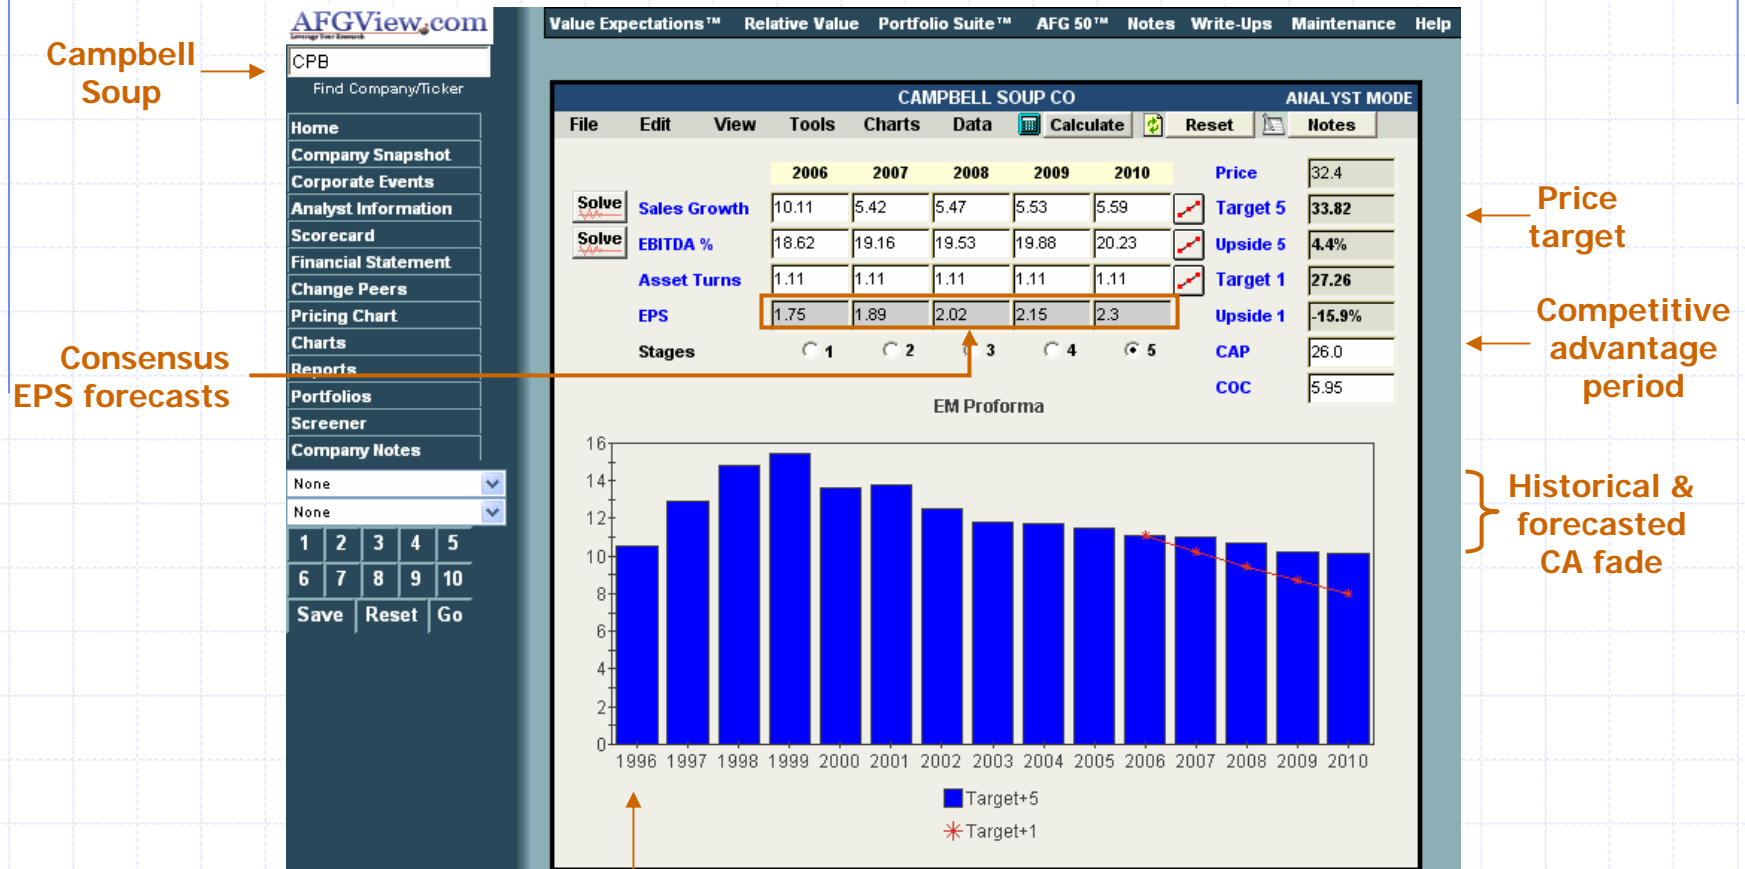 AFGView.com
Leverage Your Research
Value Expectations™ Relative Value Portfolio Suite™ AFG 50™ Notes Write-Ups Maintenance Help
Campbell
Soup
CPB
Find Company/Ticker
Home
Company Snapshot
Corporate Events
Analyst Information
Scorecard
Financial Statement
Change Peers
Pricing Chart
Charts
Reports
Portfolios
Screener
Company Notes
None
None
1 2 3 4 5
6 7 8 9 10
Save Reset Go
Consensus
EPS forecasts
CAMPBELL SOUP CO ANALYST MODE
File Edit View Tools Charts Data Calculate Reset Notes
2006 2007 2008 2009 2010 Price 32.4
Solve Sales Growth 10.11 5.42 5.47 5.53 5.59 Target 5 33.82
Solve EBITDA % 18.62 19.16 19.53 19.88 20.23 Upside 5 4.4%
Asset Turns 1.11 1.11 1.11 1.11 1.11 Target 1 27.26
EPS 1.75 1.89 2.02 2.15 2.3 Upside 1 -15.9%
Stages 1 2 3 4 5 CAP 26.0
COC 5.95
EM Proforma
16
14
12
10
8
6
4
2
0
1996 1997 1998 1999 2000 2001 2002 2003 2004 2005 2006 2007 2008 2009 2010
Target+5
Target+1
Price
target
Competitive
advantage
period
Historical &
forecasted
CA fade